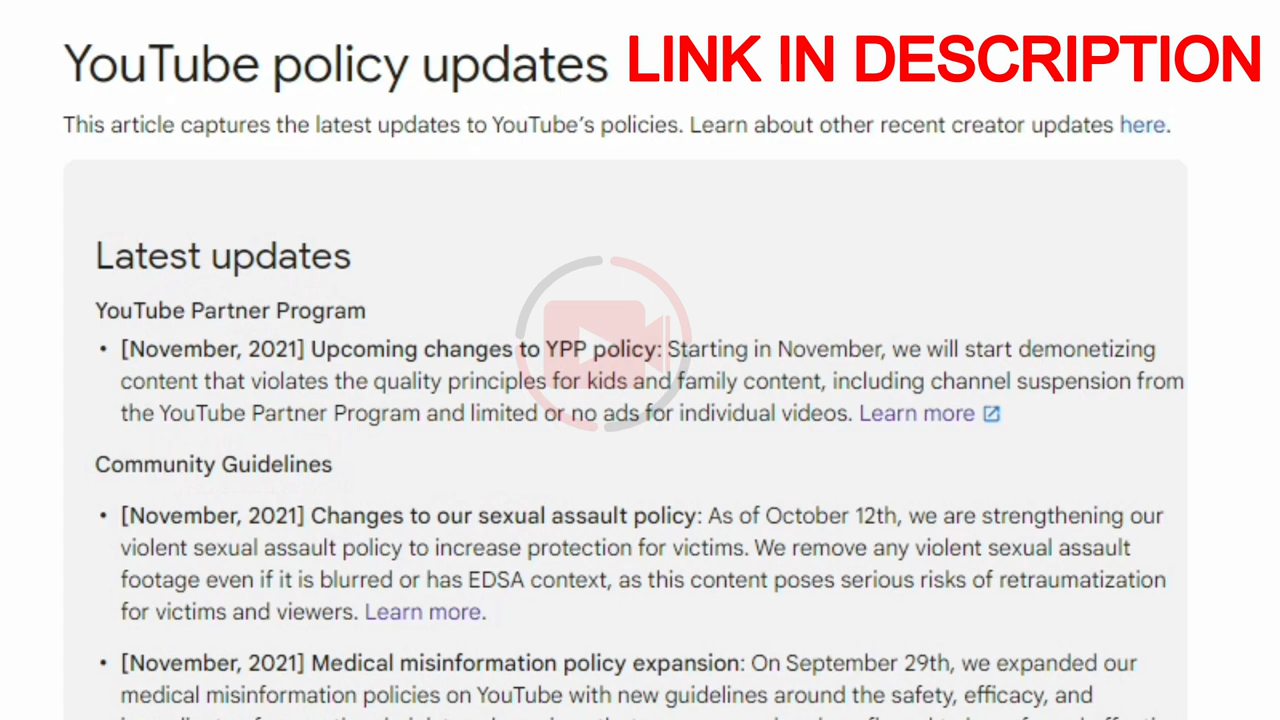 YouTube policy updates LINK IN DESCRIPTION
This article captures the latest updates to YouTube's policies. Learn about other recent creator updates here.
Latest updates
YouTube Partner Program
• [November, 2021] Upcoming changes to YPP policy: Starting in November, we will start demonetizing
content that violates the quality principles for kids and family content, including channel suspension from
the YouTube Partner Program and limited or no ads for individual videos. Learn more
Community Guidelines
• [November, 2021] Changes to our sexual assault policy: As of October 12th, we are strengthening our
violent sexual assault policy to increase protection for victims. We remove any violent sexual assault
footage even if it is blurred or has EDSA context, as this content poses serious risks of retraumatization
for victims and viewers. Learn more.
• [November, 2021] Medical misinformation policy expansion: On September 29th, we expanded our
medical misinformation policies on YouTube with new guidelines around the safety, efficacy, and